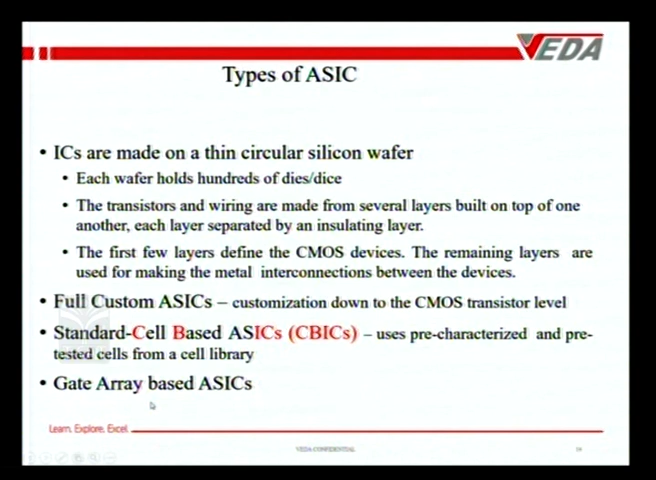 VEDA
Types of ASIC
• ICs are made on a thin circular silicon wafer
• Each wafer holds hundreds of dies/dice
• The transistors and wiring are made from several layers built on top of one
another, each layer separated by an insulating layer.
• The first few layers define the CMOS devices. The remaining layers are
used for making the metal interconnections between the devices.
• Full Custom ASICs – customization down to the CMOS transistor level
• Standard-Cell Based ASICs (CBICs) – uses pre-characterized and pre-
tested cells from a cell library
• Gate Array based ASICs
Learn. Explore. Excel.
VEDA CONFIDENTIAL